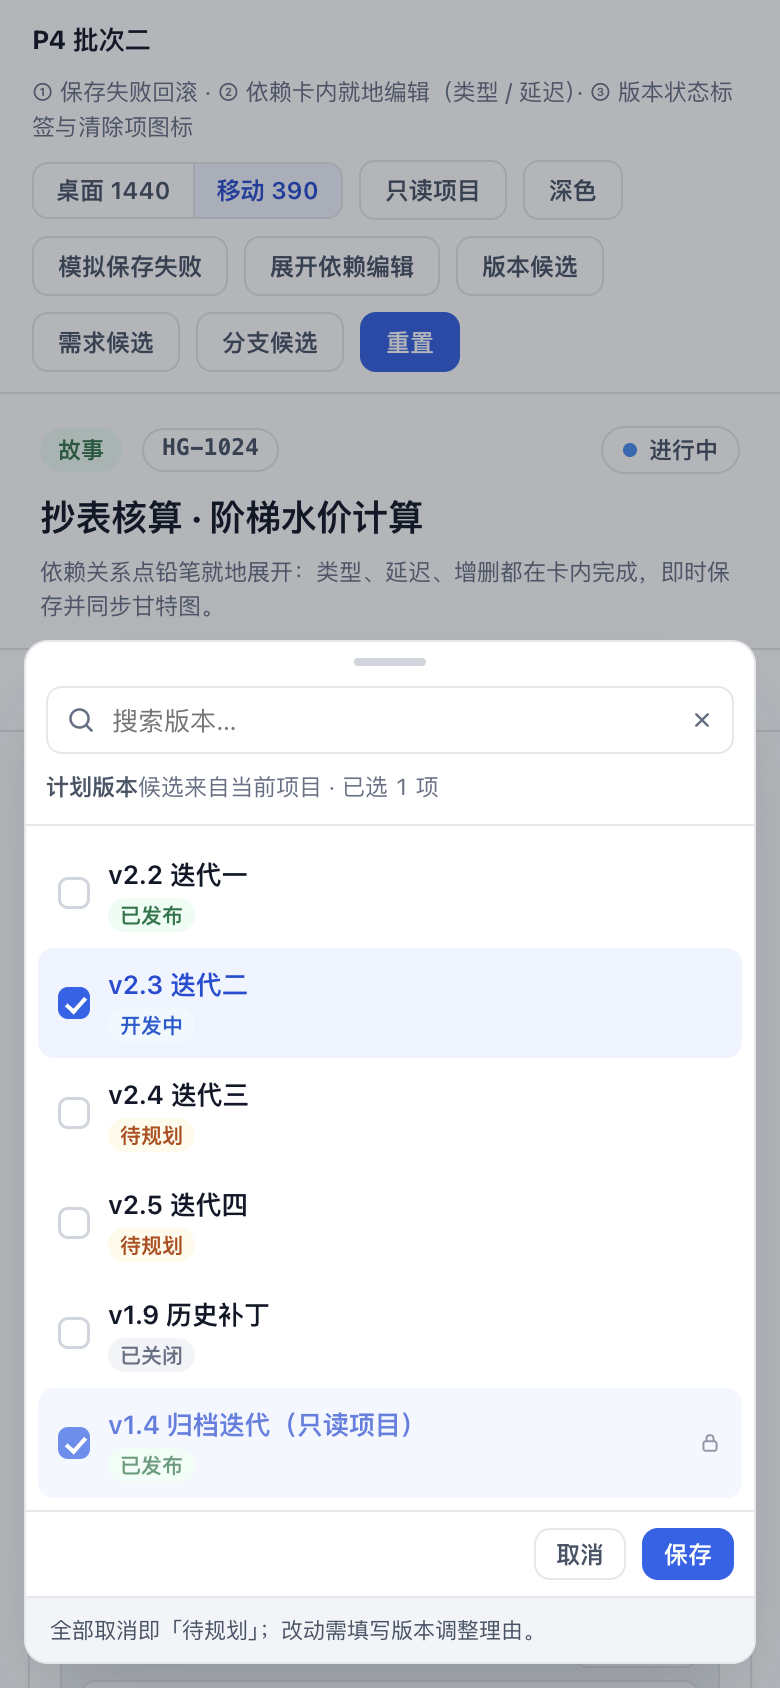 P4 批次二
① 保存失败回滚 · ② 依赖卡内就地编辑（类型 / 延迟）· ③ 版本状态标
签与清除项图标
桌面 1440 移动 390 只读项目 深色
模拟保存失败 展开依赖编辑 版本候选
需求候选 分支候选 重置
故事 HG-1024 进行中
抄表核算 · 阶梯水价计算
依赖关系点铅笔就地展开：类型、延迟、增删都在卡内完成，即时保
存并同步甘特图。
搜索版本…
计划版本候选来自当前项目 · 已选 1 项
v2.2 迭代一
已发布
v2.3 迭代二
开发中
v2.4 迭代三
待规划
v2.5 迭代四
待规划
v1.9 历史补丁
已关闭
v1.4 归档迭代（只读项目）
已发布
取消 保存
全部取消即「待规划」；改动需填写版本调整理由。